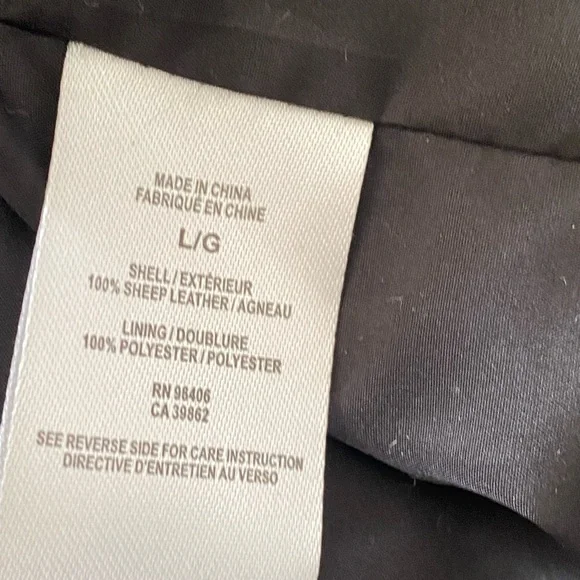 MADE IN CHINA
FABRIQUÉ EN CHINE
L/G
SHELL/EXTÉRIEUR
100% SHEEP LEATHER/AGNEAU
LINING/DOUBLURE
100% POLYESTER/POLYESTER
RN 98406
CA 39862
SEE REVERSE SIDE FOR CARE INSTRUCTION
DIRECTIVE D'ENTRETIEN AU VERSO